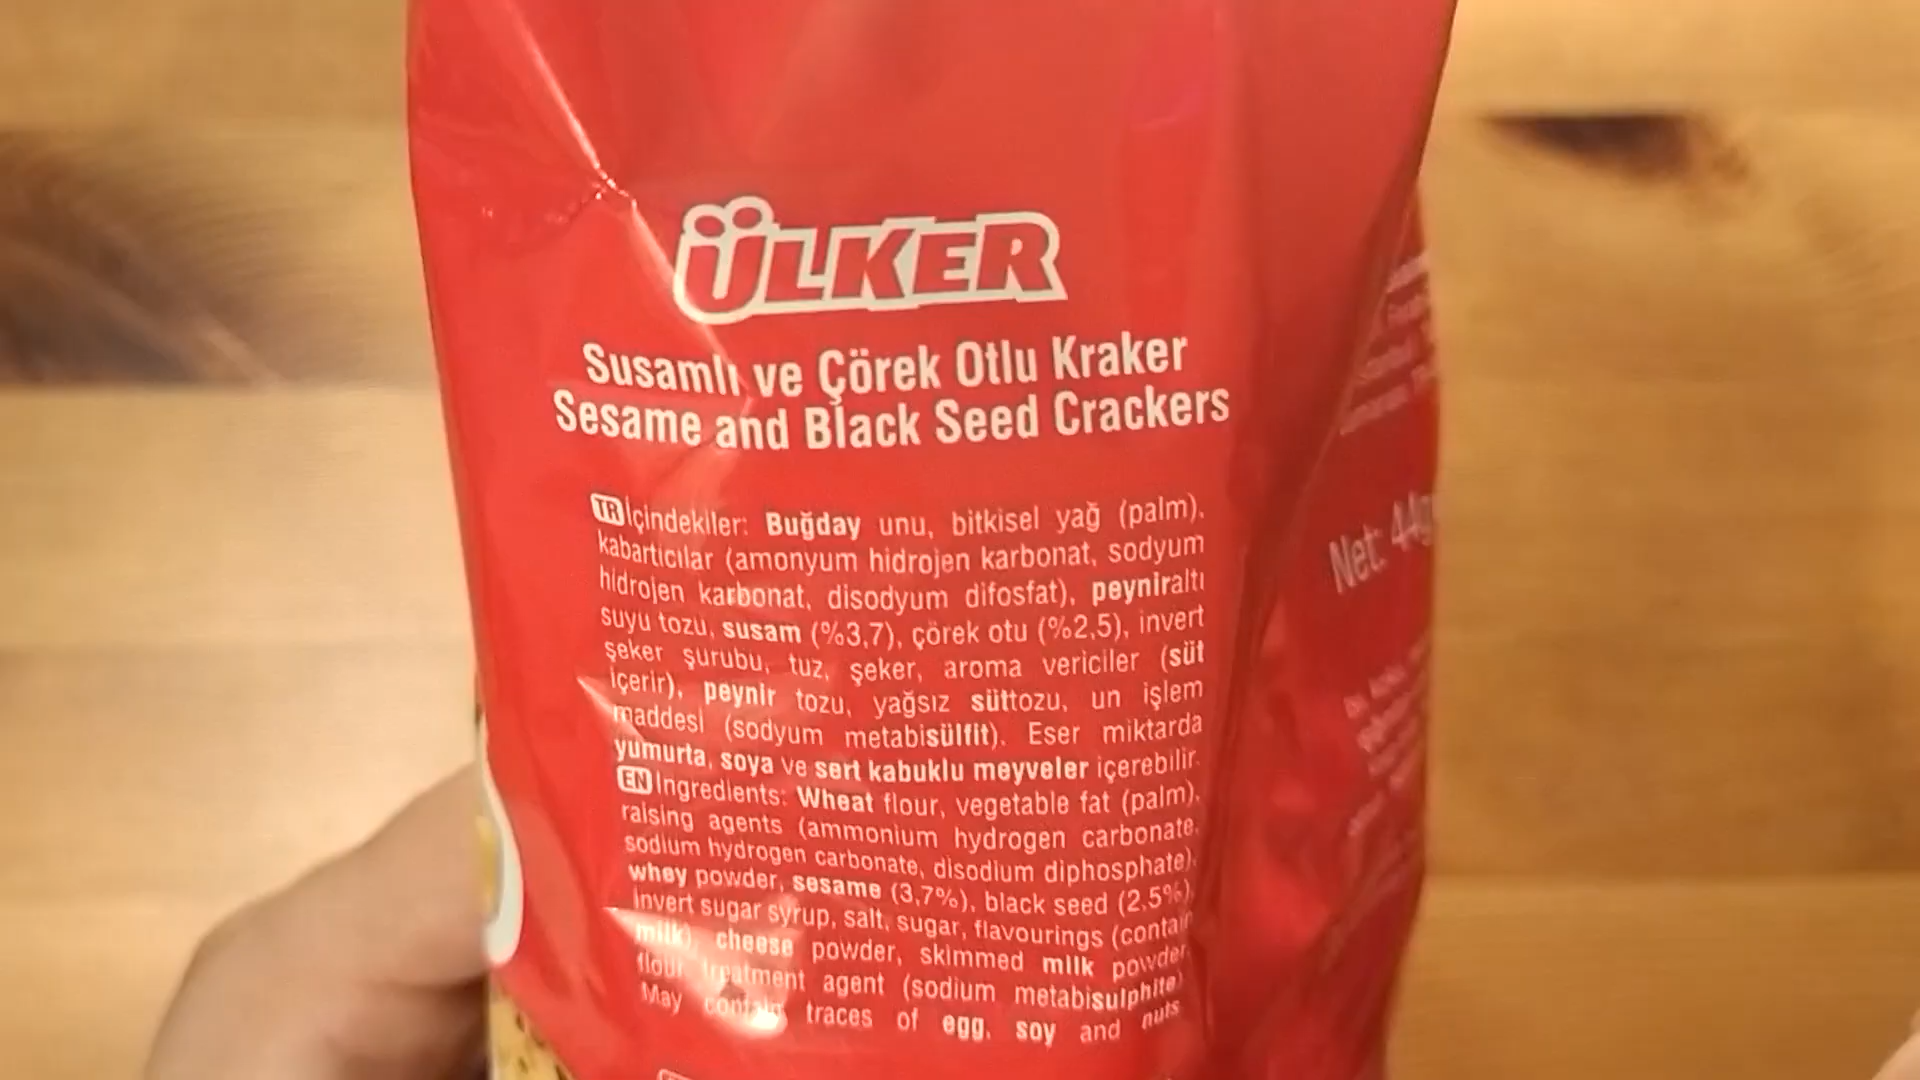 ÜLKER
Susamlı ve Çörek Otlu Kraker
Sesame and Black Seed Crackers
TR İçindekiler: Buğday unu, bitkisel yağ (palm),
kabartıcılar (amonyum hidrojen karbonat, sodyum
hidrojen karbonat, disodyum difosfat), peyniraltı
suyu tozu, susam (%3,7), çörek otu (%2,5), invert
şeker şurubu, tuz, şeker, aroma vericiler (süt
içerir), peynir tozu, yağsız süttozu, un işlem
maddesi (sodyum metabisülfit). Eser miktarda
yumurta, soya ve sert kabuklu meyveler içerebilir.
EN Ingredients: Wheat flour, vegetable fat (palm),
raising agents (ammonium hydrogen carbonate,
sodium hydrogen carbonate, disodium diphosphate),
whey powder, sesame (3,7%), black seed (2,5%),
invert sugar syrup, salt, sugar, flavourings (contain
milk), cheese powder, skimmed milk powder,
flour treatment agent (sodium metabisulphite)
May contain traces of egg, soy and nuts
Net: 44g